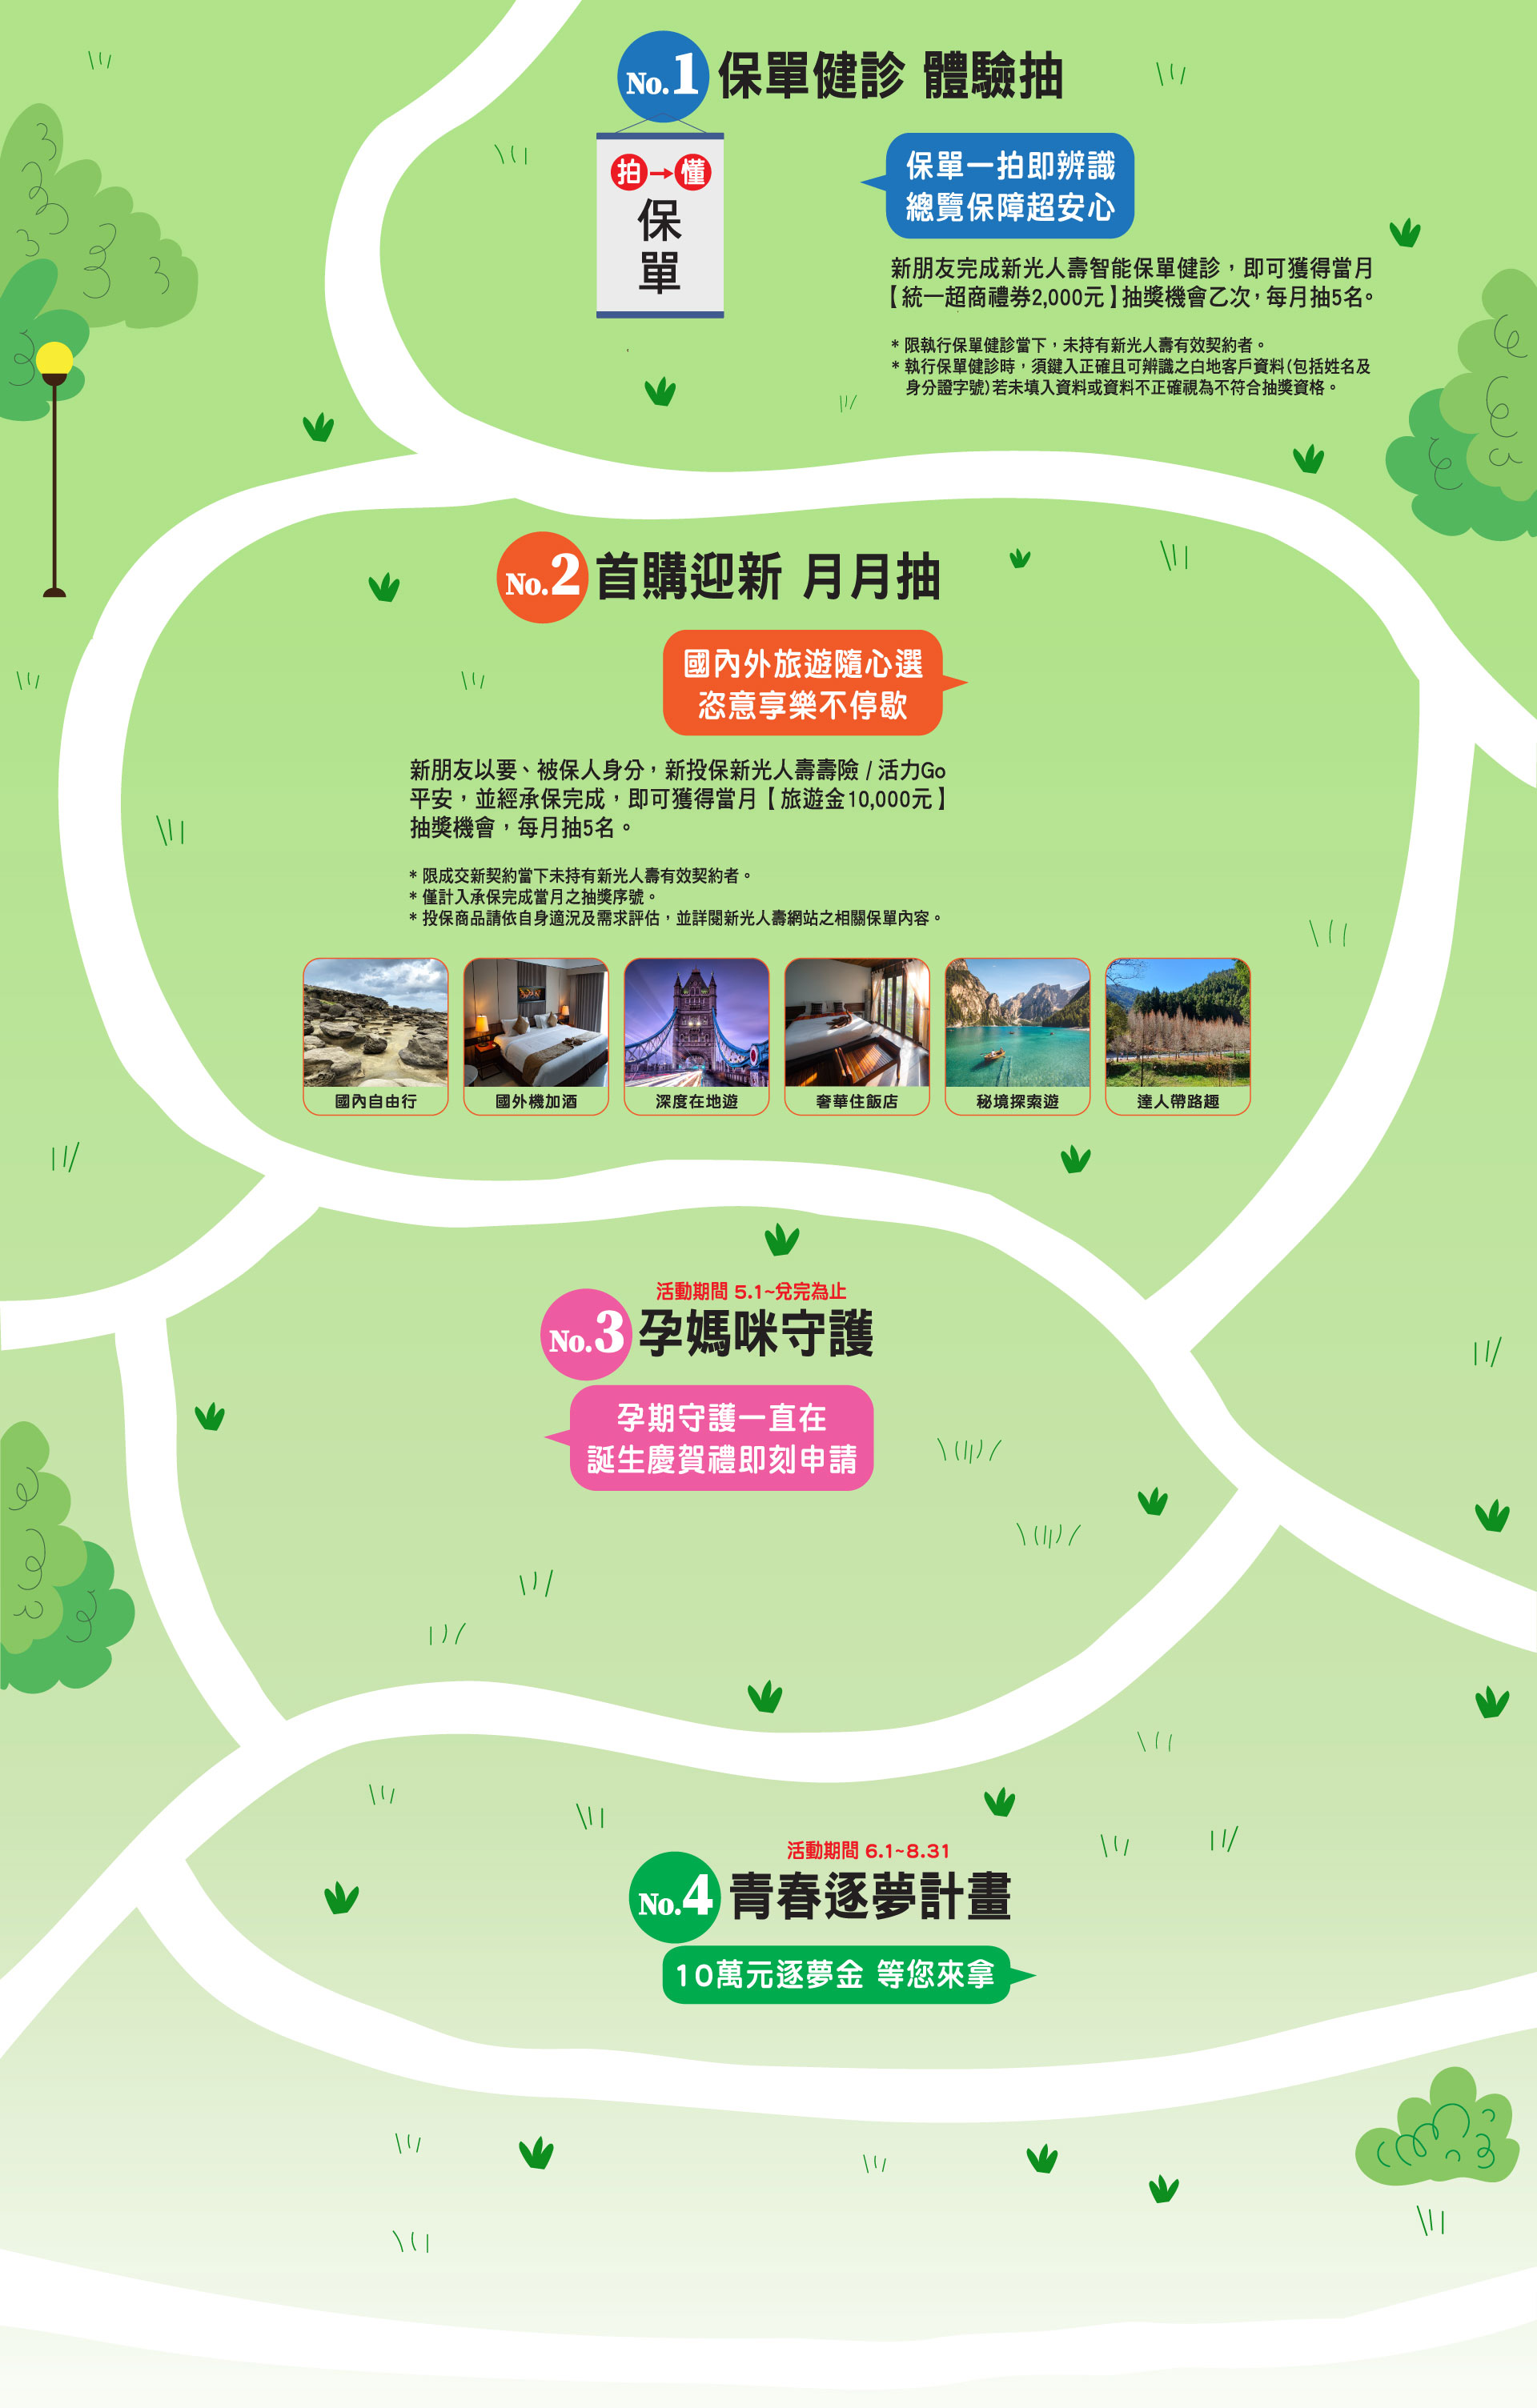 No.1 保單健診 體驗抽
拍→懂
保
單
保單一拍即辨識
總覽保障超安心
新朋友完成新光人壽智能保單健診，即可獲得當月
【統一超商禮券2,000元】抽獎機會乙次，每月抽5名。
* 限執行保單健診當下，未持有新光人壽有效契約者。
* 執行保單健診時，須鍵入正確且可辨識之白地客戶資料(包括姓名及
身分證字號)若未填入資料或資料不正確視為不符合抽獎資格。
No.2 首購迎新 月月抽
國內外旅遊隨心選
恣意享樂不停歇
新朋友以要、被保人身分，新投保新光人壽壽險 / 活力Go
平安，並經承保完成，即可獲得當月【旅遊金10,000元】
抽獎機會，每月抽5名。
* 限成交新契約當下未持有新光人壽有效契約者。
* 僅計入承保完成當月之抽獎序號。
* 投保商品請依自身適況及需求評估，並詳閱新光人壽網站之相關保單內容。
國內自由行
國外機加酒
深度在地遊
奢華住飯店
秘境探索遊
達人帶路趣
活動期間 5.1~兌完為止
No.3 孕媽咪守護
孕期守護一直在
誕生慶賀禮即刻申請
活動期間 6.1~8.31
No.4 青春逐夢計畫
10萬元逐夢金 等您來拿